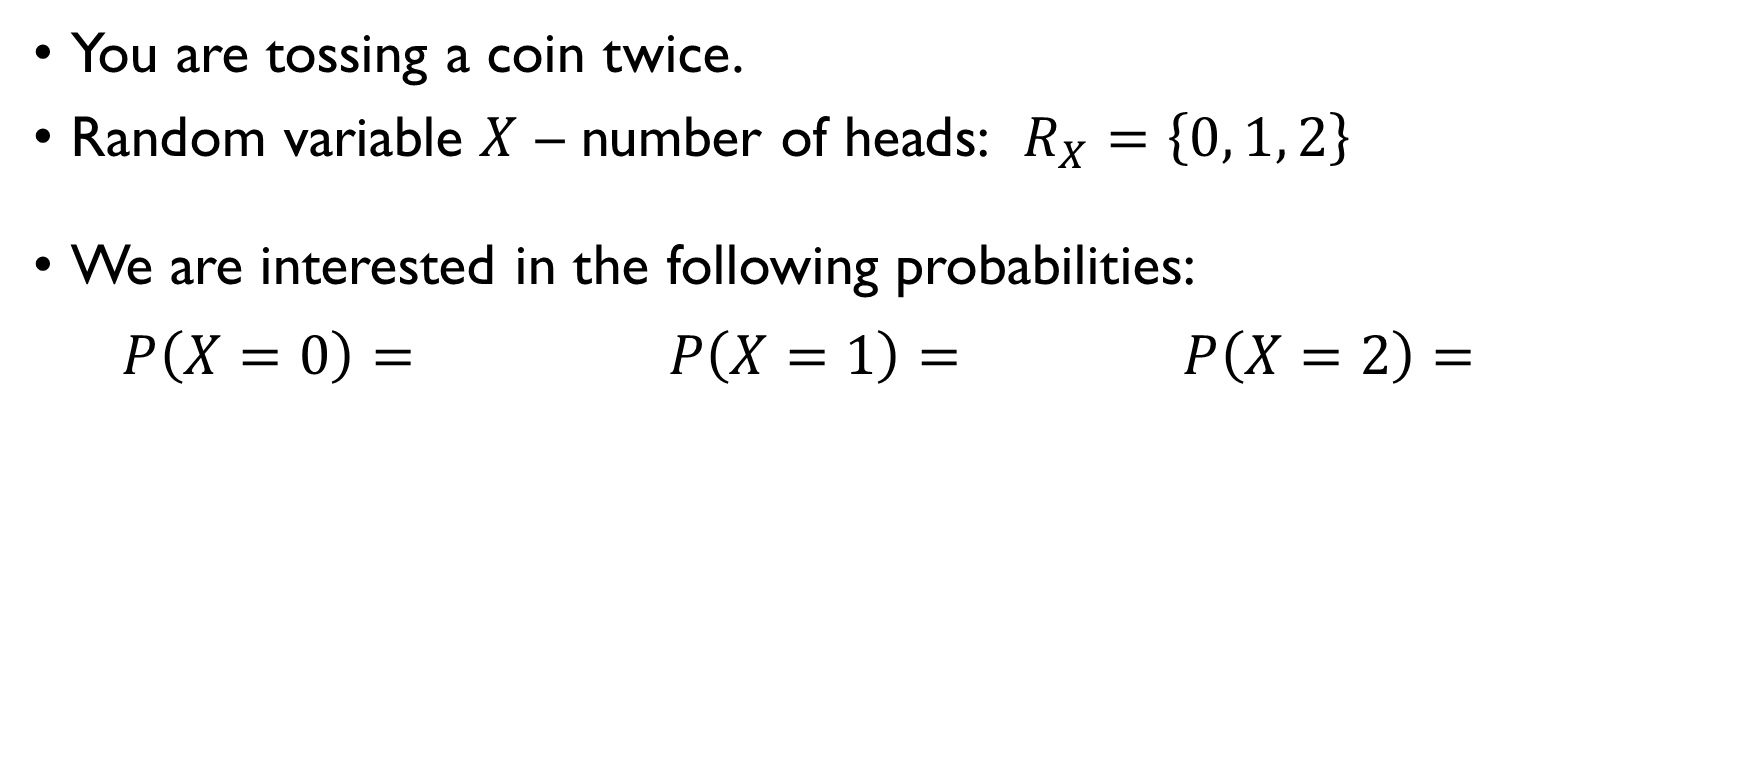 • You are tossing a coin twice.
• Random variable X – number of heads: R_X = {0, 1, 2}
• We are interested in the following probabilities:
P(X = 0) = P(X = 1) = P(X = 2) =